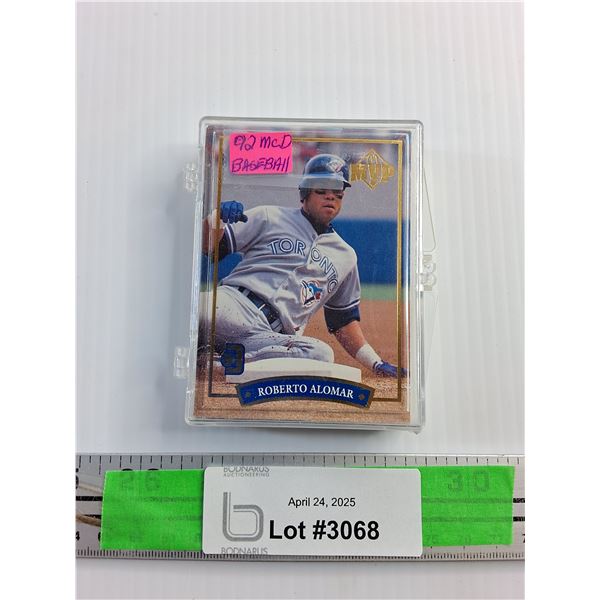 92 McD
BASEBALL
MVP
TORONTO
ROBERTO ALOMAR
26
30
BODNARUS
AUCTIONEERING
April 24, 2025
b Lot #3068
BODNARUS